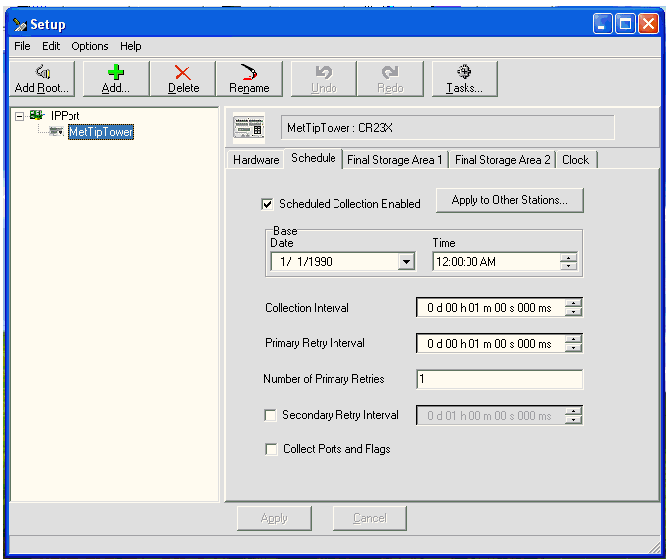 Setup
File Edit Options Help
Add Root... Add... Delete Rename Undo Redo Tasks...
IPPort
MetTipTower
MetTipTower : CR23X
Hardware Schedule Final Storage Area 1 Final Storage Area 2 Clock
Scheduled Collection Enabled Apply to Other Stations...
Base
Date Time
1/ 1/1990 12:00:00 AM
Collection Interval 0 d 00 h 01 m 00 s 000 ms
Primary Retry Interval 0 d 00 h 01 m 00 s 000 ms
Number of Primary Retries 1
Secondary Retry Interval 0 d 01 h 00 m 00 s 000 ms
Collect Ports and Flags
Apply Cancel